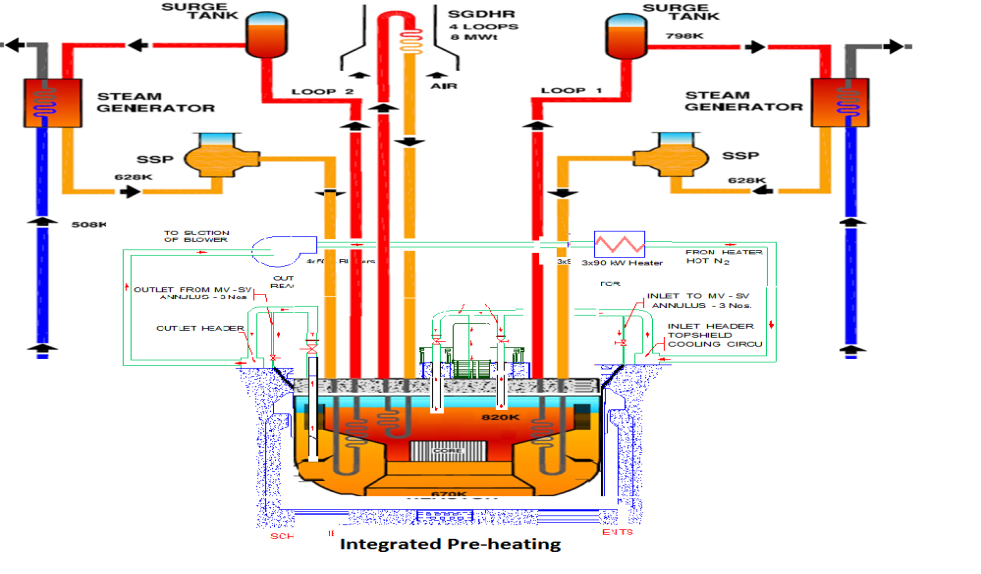 SURGE
TANK
SGDHR
4 LOOPS
8 MWt
SURGE
TANK
798K
STEAM
GENERATOR
LOOP 2
AIR
LOOP 1
STEAM
GENERATOR
SSP
628K
SSP
628K
508K
TO SUCTION
OF BLOWER
3x90 kW Heater
FROM HEATER
HOT N2
OUTLET FROM MV - SV
ANNULUS - 3 Nos
INLET TO MV - SV
ANNULUS - 3 Nos.
OUTLET HEADER
INLET HEADER
TOPSHIELD
COOLING CIRCU
820K
CORE
670K
Integrated Pre-heating